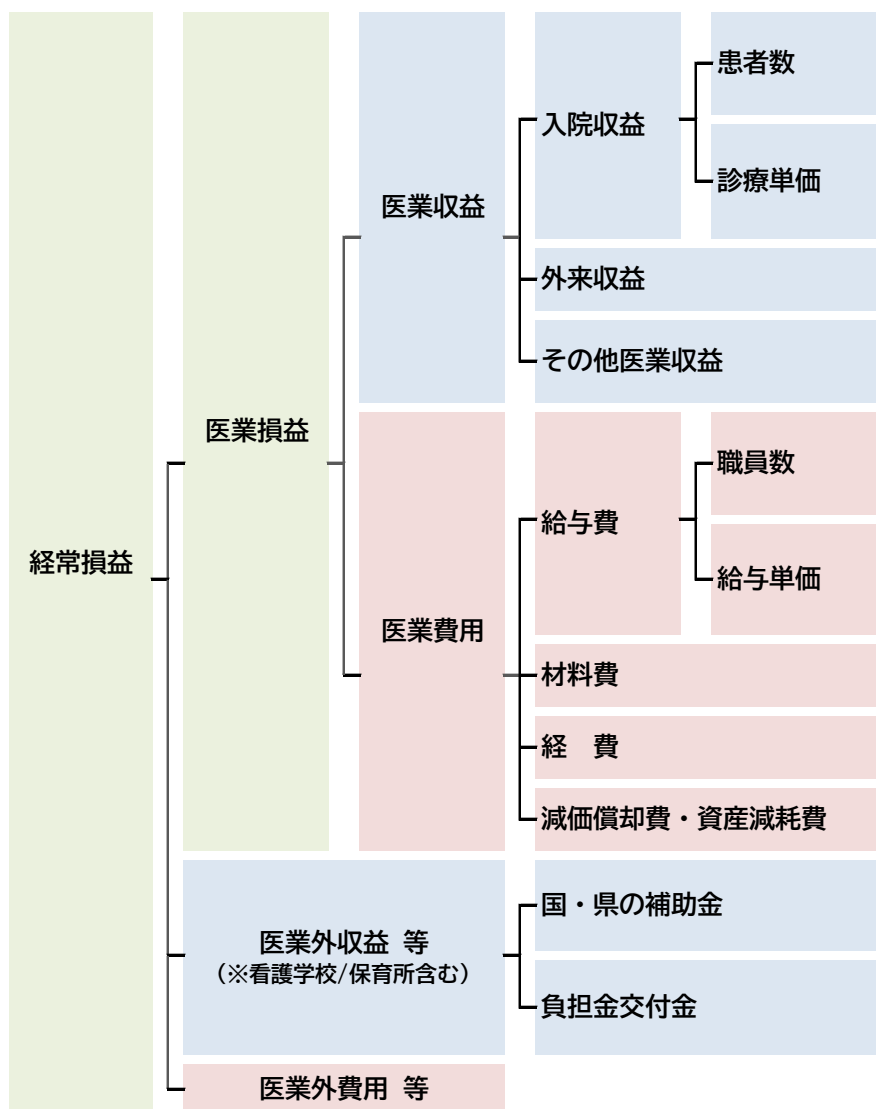 経常損益
医業損益
医業収益
入院収益
患者数
診療単価
外来収益
その他医業収益
医業費用
給与費
職員数
給与単価
材料費
経　費
減価償却費・資産減耗費
医業外収益 等
（※看護学校/保育所含む）
国・県の補助金
負担金交付金
医業外費用 等